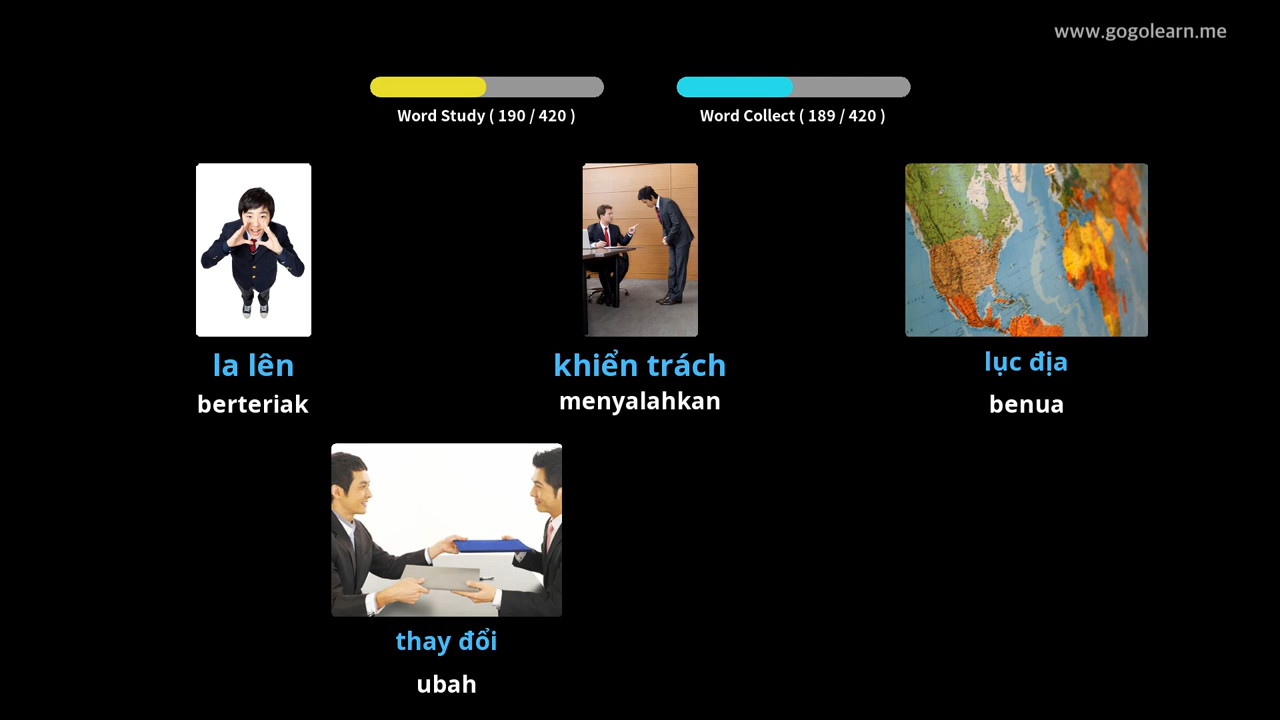 www.gogolearn.me
Word Study ( 190 / 420 )
Word Collect ( 189 / 420 )
la lên
berteriak
khiển trách
menyalahkan
lục địa
benua
thay đổi
ubah